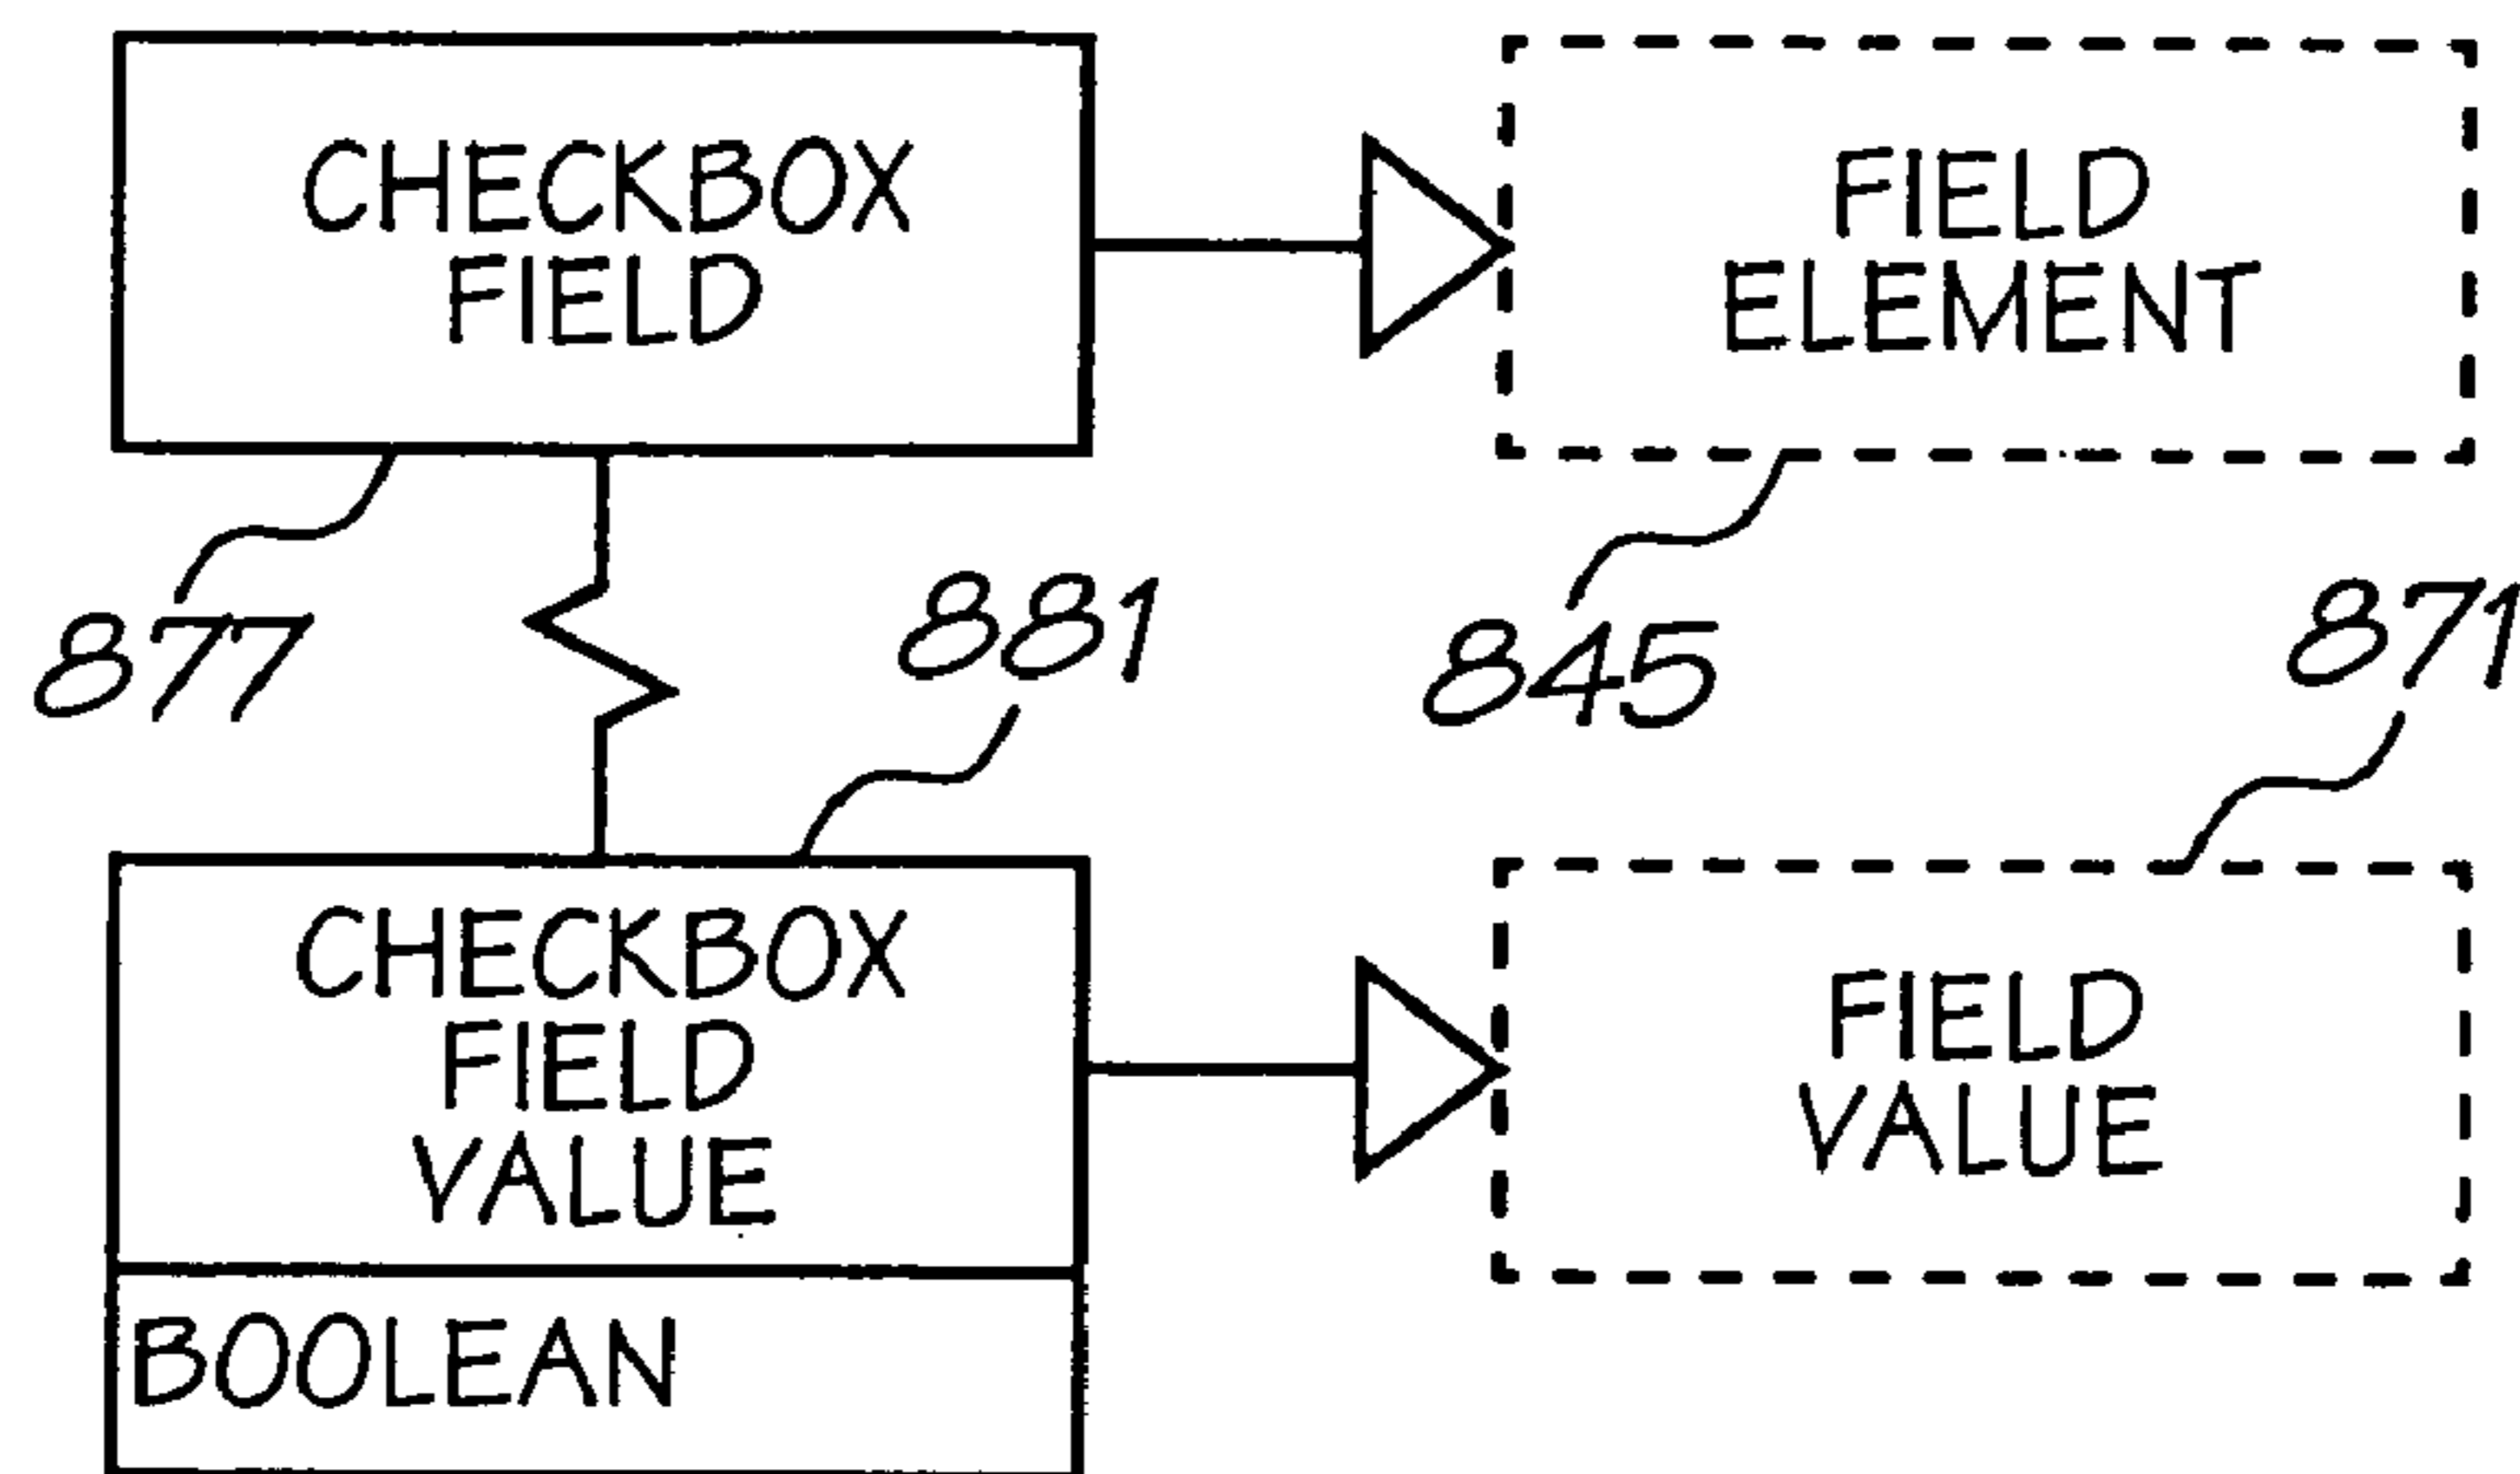 CHECKBOX
FIELD
FIELD
ELEMENT
877
881
845
871
CHECKBOX
FIELD
VALUE
BOOLEAN
FIELD
VALUE